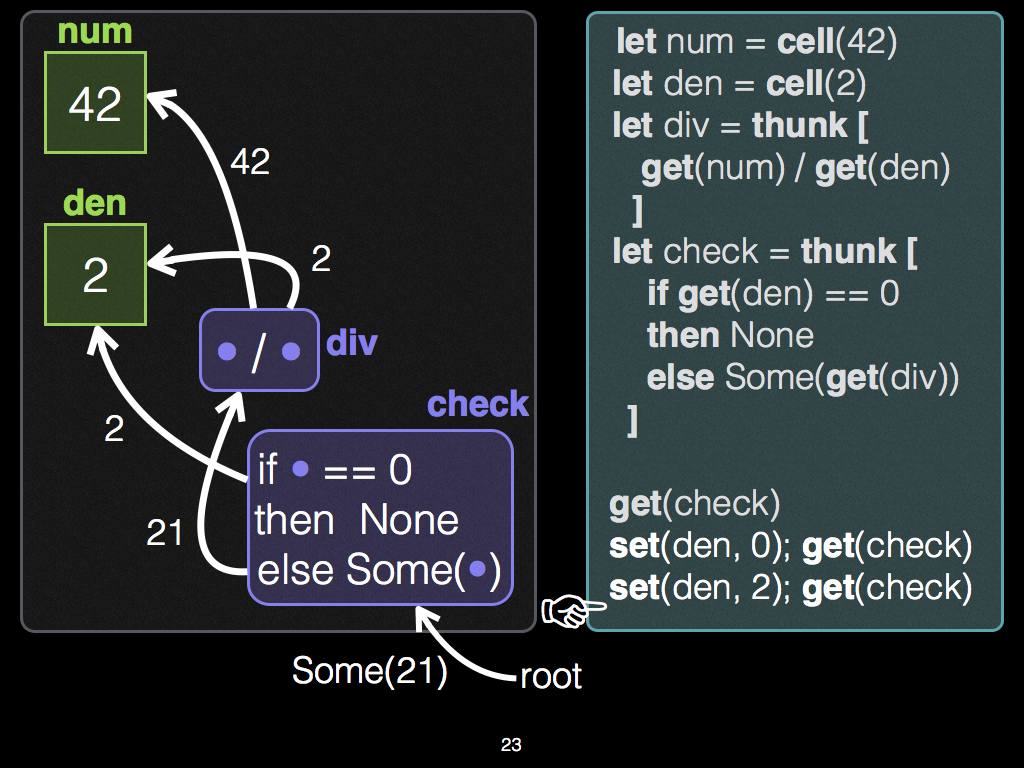 num
42
42
den
2
2
• / •
div
check
2
if • == 0
then None
21
else Some(•)
Some(21)
root
let num = cell(42)
let den = cell(2)
let div = thunk [
get(num) / get(den)
]
let check = thunk [
if get(den) == 0
then None
else Some(get(div))
]
get(check)
set(den, 0); get(check)
set(den, 2); get(check)
23